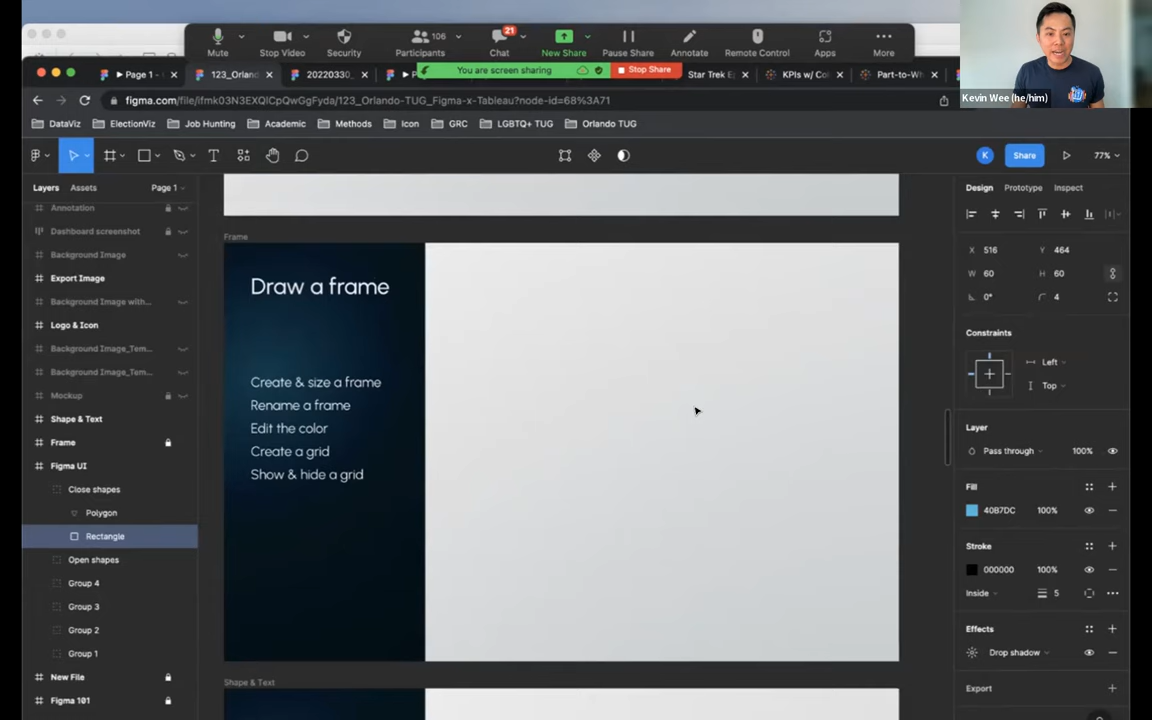 Mute
Stop Video
Security
106
Participants
21
Chat
New Share
Pause Share
Annotate
Remote Control
Apps
More
Page 1 -
123_Orlan
20220330_
You are screen sharing
Stop Share
Star Trek E
KPIs w/ Co
Part-to-Wh
Kevin Wee (he/him)
figma.com/file/ifmk03N3EXQlCpQwGgFyda/123_Orlando-TUG_Figma-x-Tableau?node-id=68%3A71
DataViz
ElectionViz
Job Hunting
Academic
Methods
Icon
GRC
LGBTQ+ TUG
Orlando TUG
K
Share
77%
Layers
Assets
Page 1
Annotation
Dashboard screenshot
Background Image
Export Image
Background Image with...
Logo & Icon
Background Image_Tem...
Background Image_Tem...
Mockup
Shape & Text
Frame
Figma UI
Close shapes
Polygon
Rectangle
Open shapes
Group 4
Group 3
Group 2
Group 1
New File
Figma 101
Frame
Draw a frame
Create & size a frame
Rename a frame
Edit the color
Create a grid
Show & hide a grid
Shape & Text
Design
Prototype
Inspect
X 516
Y 464
W 60
H 60
0°
4
Constraints
Left
Top
Layer
Pass through
100%
Fill
40B7DC
100%
Stroke
000000
100%
Inside
5
Effects
Drop shadow
Export